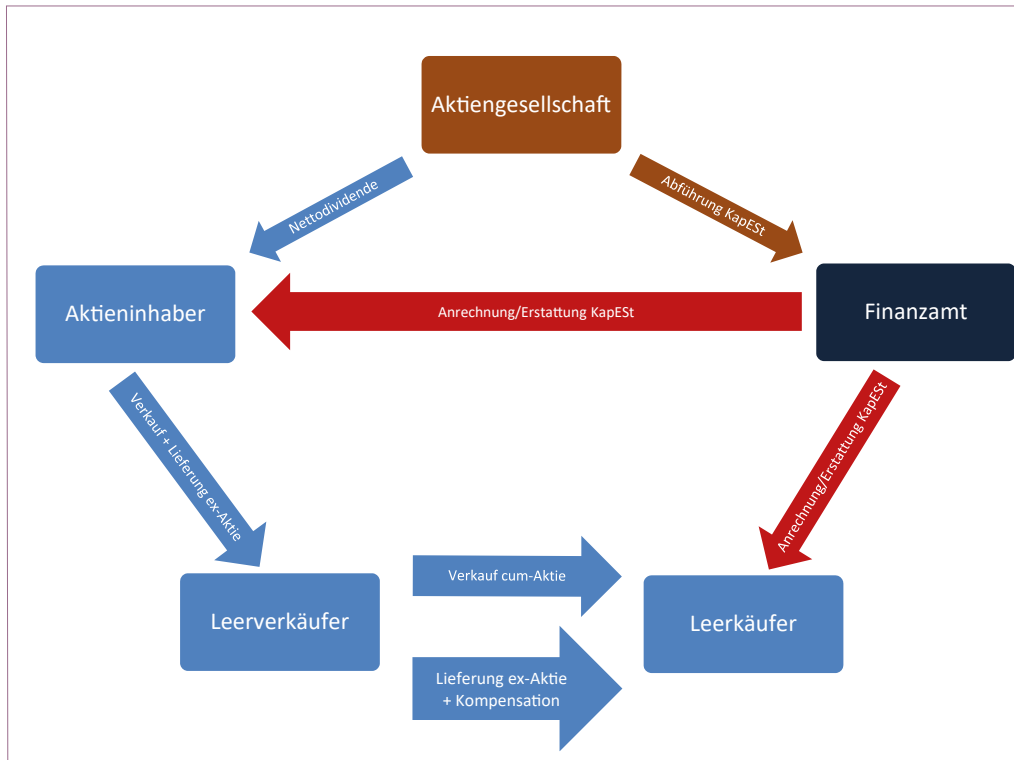 Aktiengesellschaft
Nettodividende
Abführung KapESt
Aktieninhaber
Anrechnung/Erstattung KapESt
Finanzamt
Verkauf + Lieferung ex-Aktie
Anrechnung/Erstattung KapESt
Leerverkäufer
Verkauf cum-Aktie
Leerkäufer
Lieferung ex-Aktie
+ Kompensation